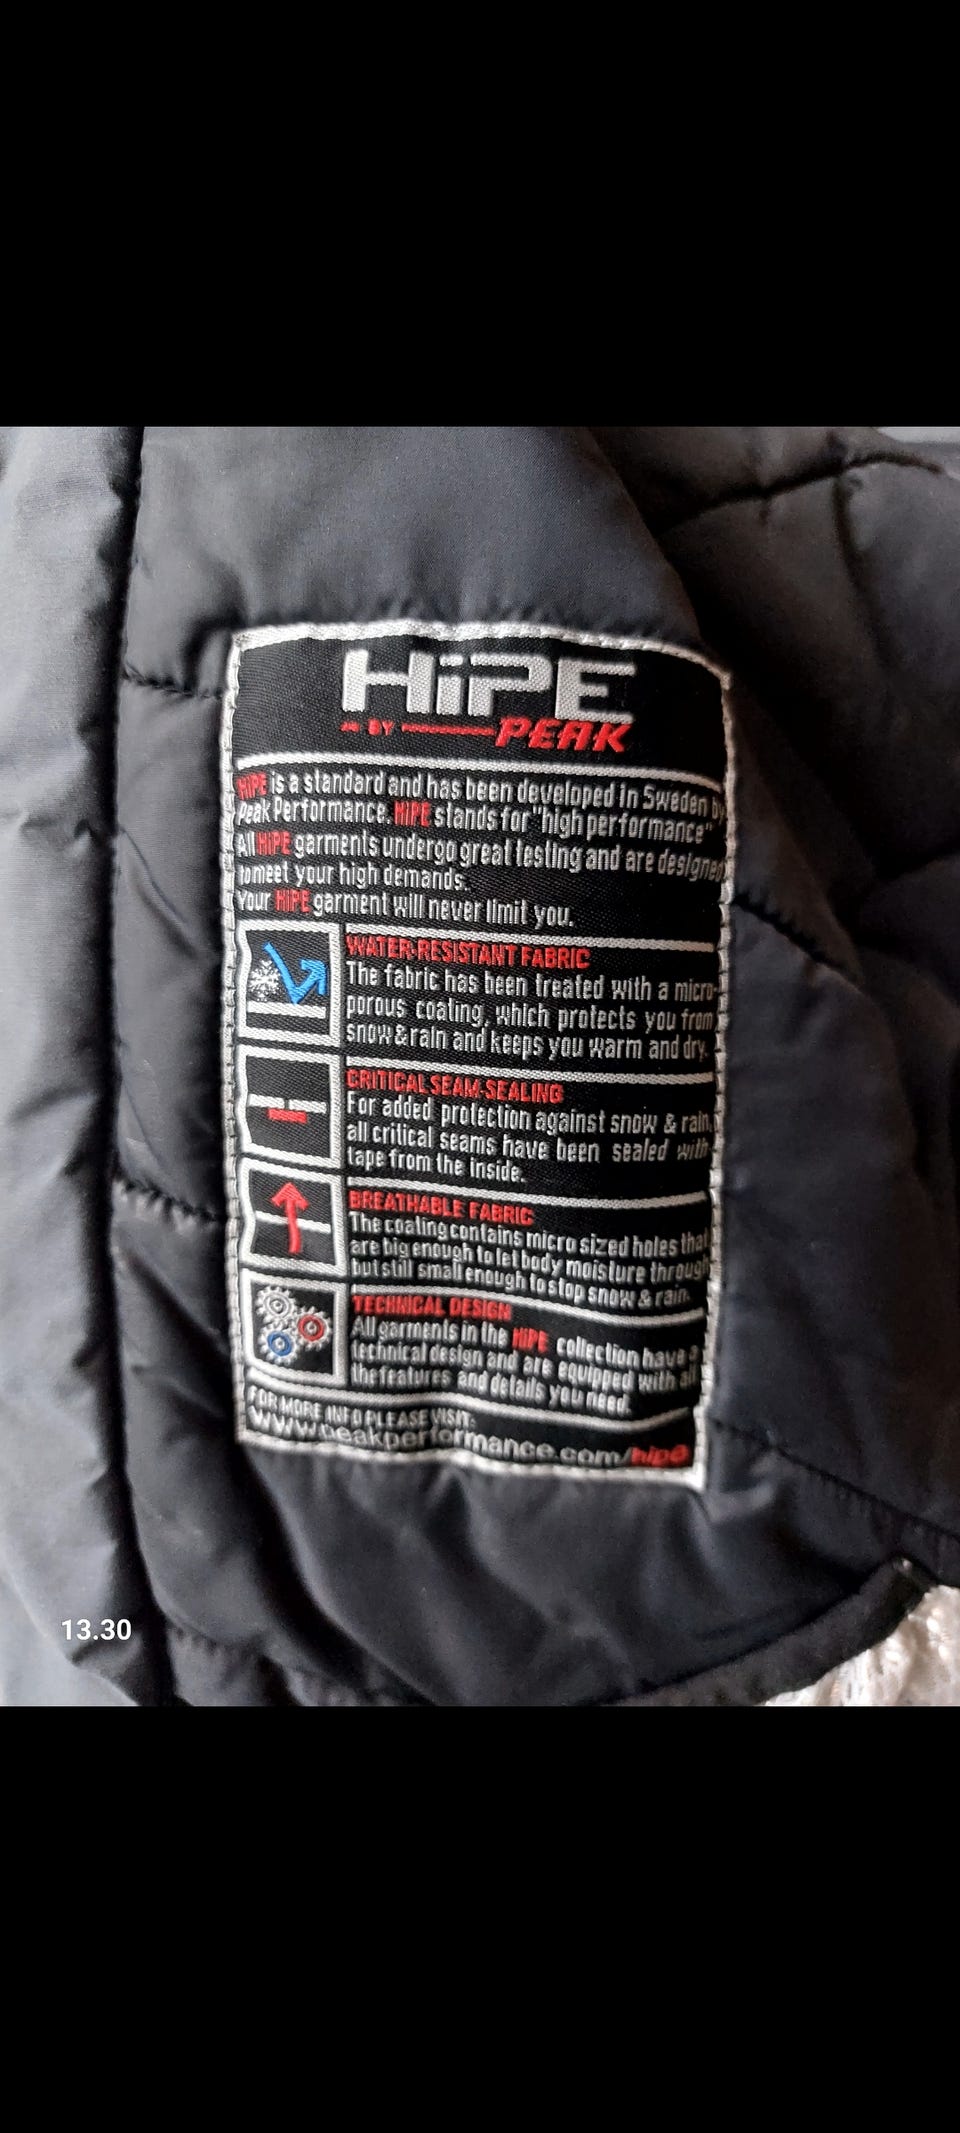 HiPE
BY PEAK
HiPE is a standard and has been developed in Sweden by
Peak Performance. HiPE stands for "high performance"
All HiPE garments undergo great testing and are designed
to meet your high demands.
Your HiPE garment will never limit you.
WATER-RESISTANT FABRIC
The fabric has been treated with a micro-
porous coating, which protects you from
snow & rain and keeps you warm and dry.
CRITICAL SEAM-SEALING
For added protection against snow & rain,
all critical seams have been sealed with
tape from the inside.
BREATHABLE FABRIC
The coating contains micro sized holes that
are big enough to let body moisture through
but still small enough to stop snow & rain.
TECHNICAL DESIGN
All garments in the HiPE collection have a
technical design and are equipped with all
the features and details you need.
FOR MORE INFO PLEASE VISIT:
www.peakperformance.com/hipe
13.30